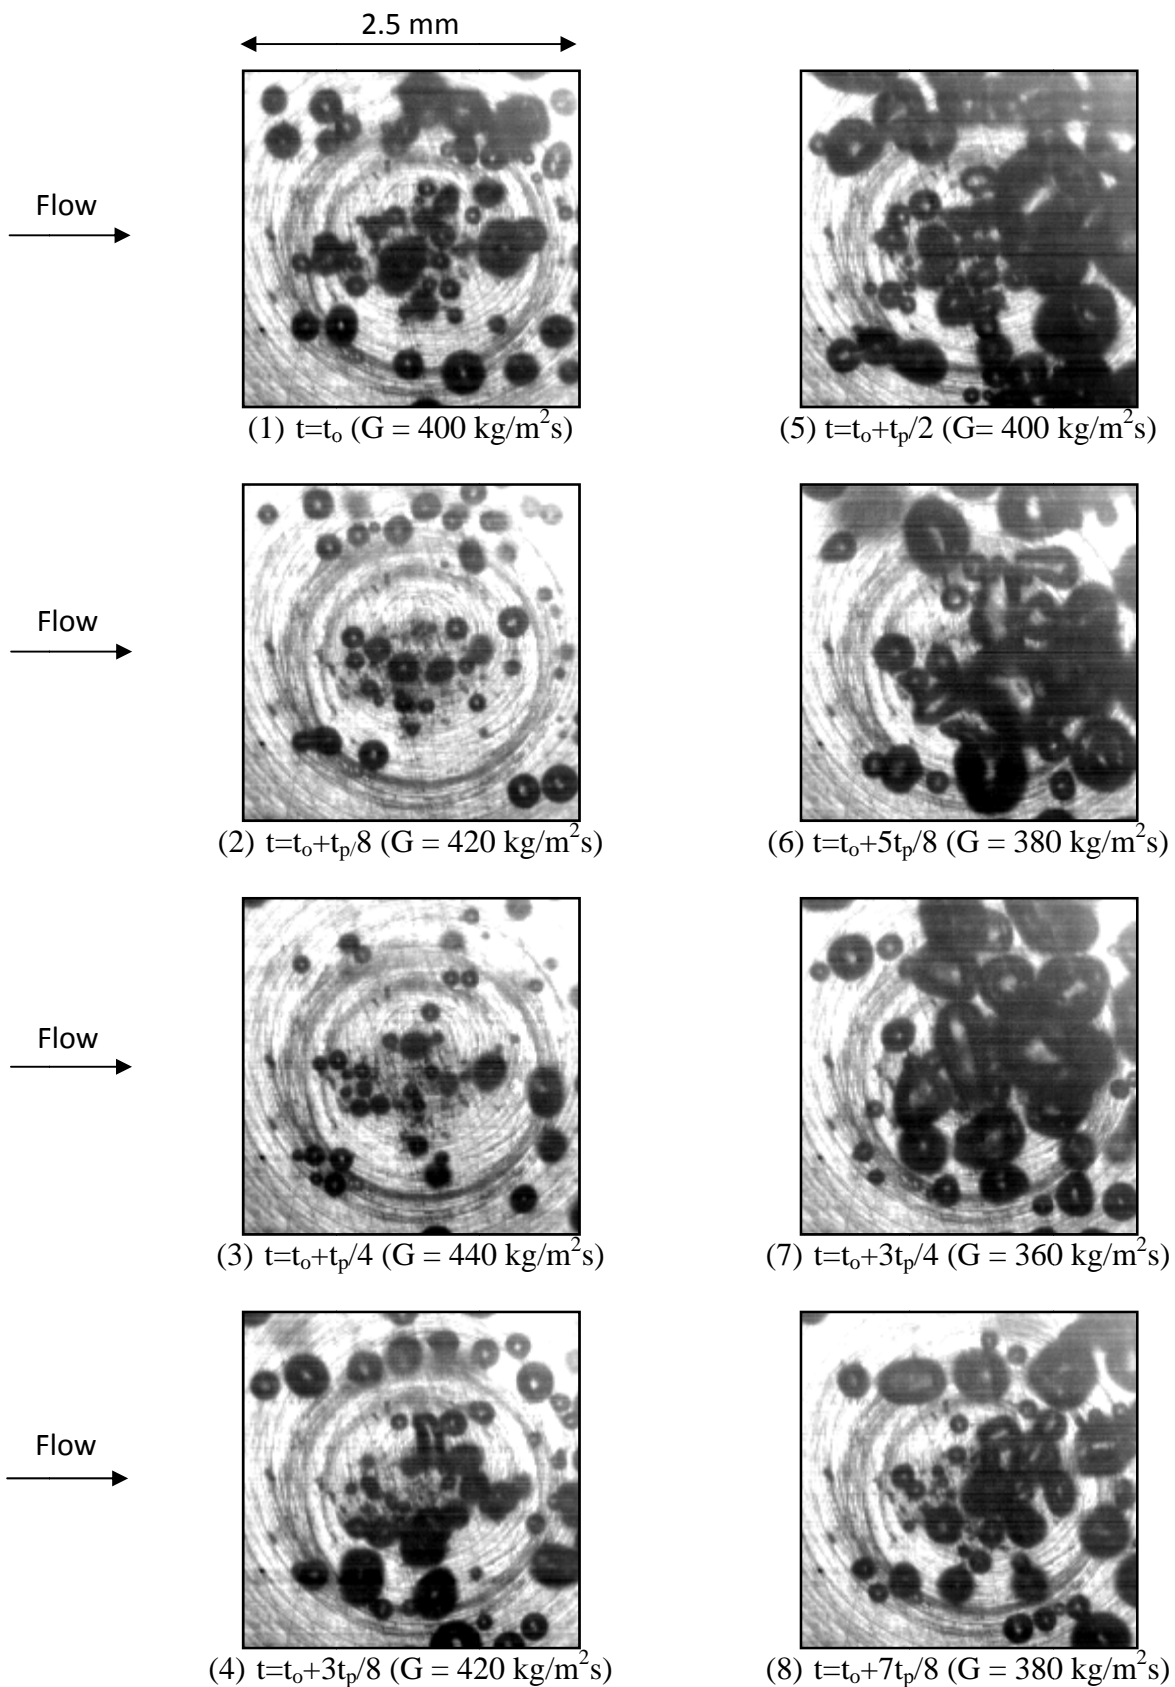 2.5 mm
Flow
(1) t=tₒ (G = 400 kg/m²s)
(5) t=tₒ+tₚ/2 (G= 400 kg/m²s)
Flow
(2) t=tₒ+tₚ/8 (G = 420 kg/m²s)
(6) t=tₒ+5tₚ/8 (G = 380 kg/m²s)
Flow
(3) t=tₒ+tₚ/4 (G = 440 kg/m²s)
(7) t=tₒ+3tₚ/4 (G = 360 kg/m²s)
Flow
(4) t=tₒ+3tₚ/8 (G = 420 kg/m²s)
(8) t=tₒ+7tₚ/8 (G = 380 kg/m²s)